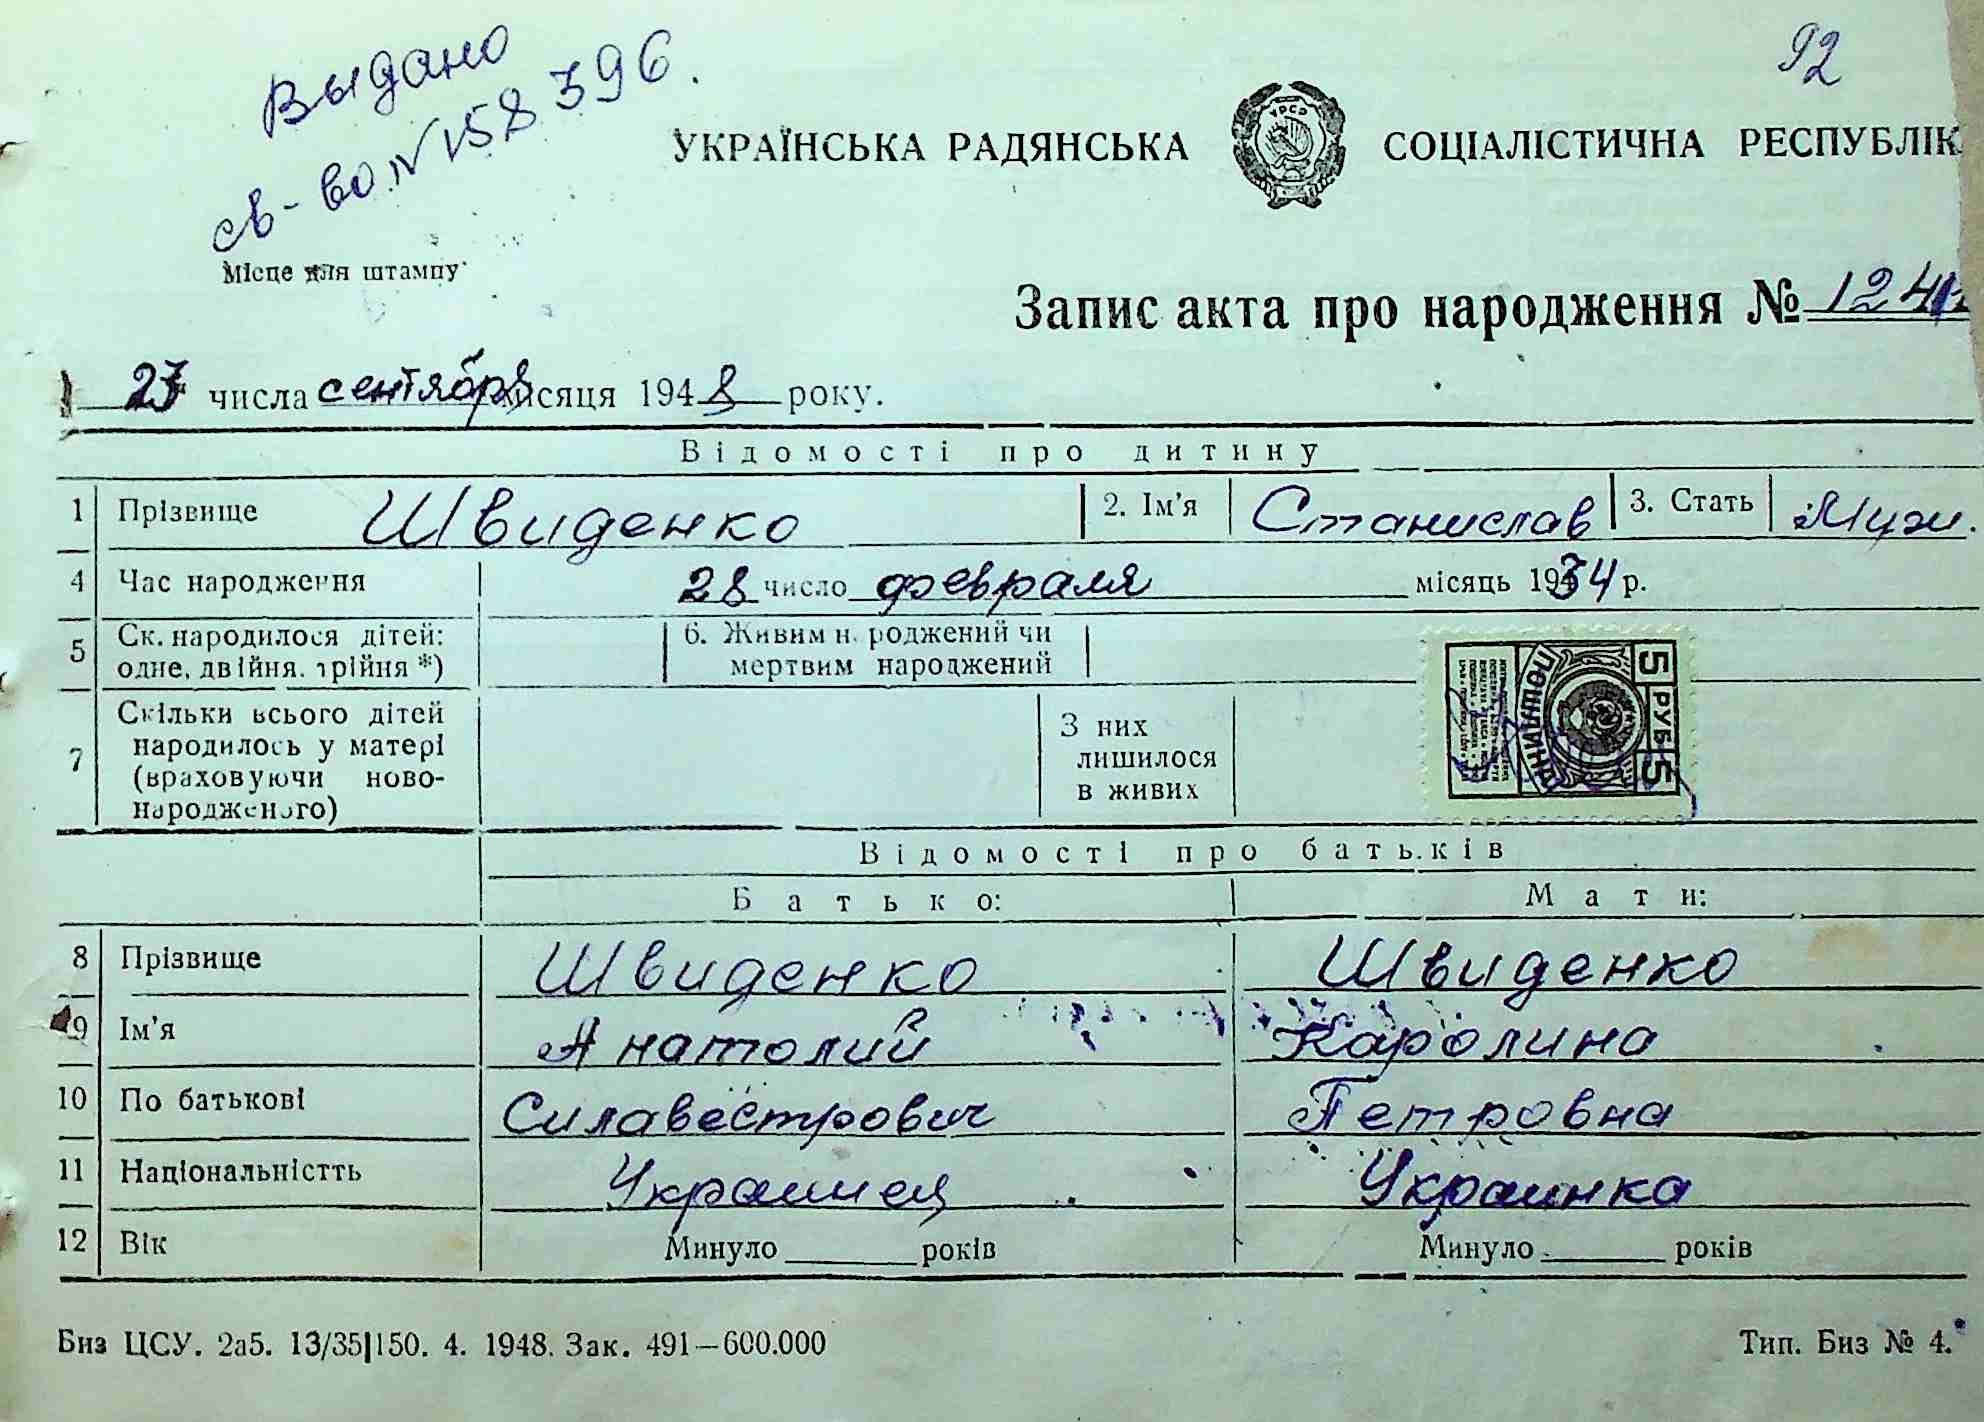 92
Выдано
св-во № 158396.
УКРАЇНСЬКА РАДЯНСЬКА СОЦІАЛІСТИЧНА РЕСПУБЛІК
Місце для штампу
Запис акта про народження №
27 числа сентября місяця 1948 року.
Відомості про дитину
1 Прізвище Швиденко 2. Ім'я Станислав 3. Стать Муж.
4 Час народження 28 число февраля місяць 1934 р.
5 Ск. народилося дітей: одне, двійня, трійня *) 6. Живим народжений чи мертвим народжений
7 Скільки всього дітей народилось у матері (враховуючи новонародженого) З них лишилося в живих
5 РУБ 5
Відомості про батьків
Батько: Мати:
8 Прізвище Швиденко Швиденко
9 Ім'я Анатолий Каролина
10 По батькові Силавестрович Петровна
11 Національністть Украинец Украинка
12 Вік Минуло ____ років Минуло ____ років
Биз ЦСУ. 2а5. 13/35|150. 4. 1948. Зак. 491—600.000 Тип. Биз № 4.